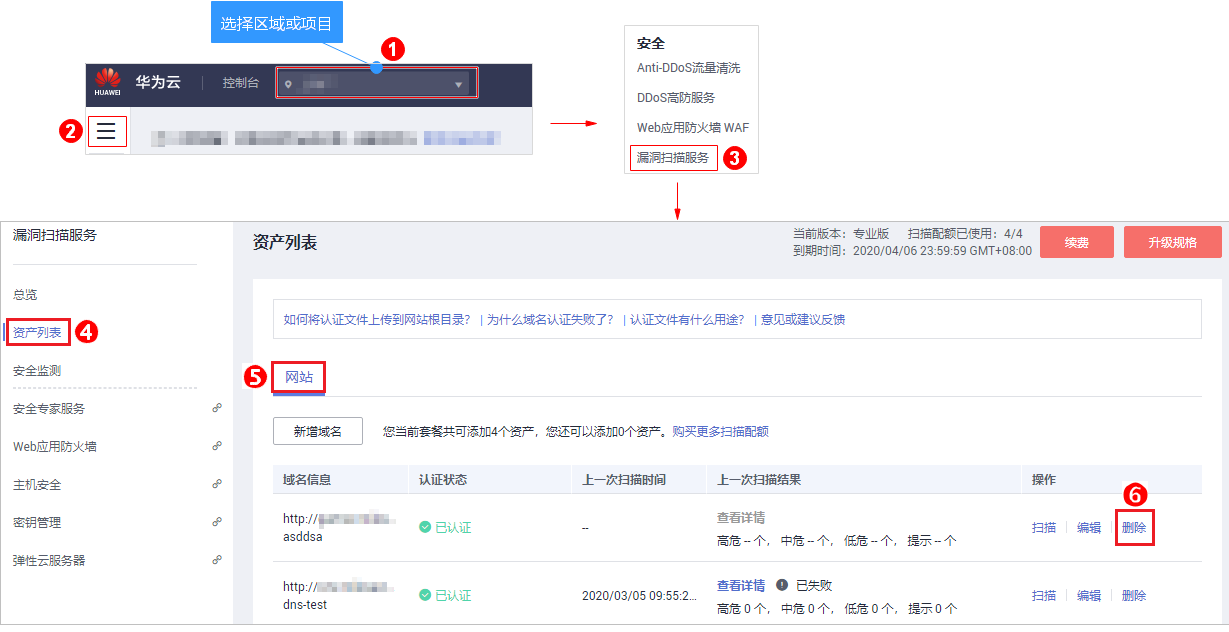 选择区域或项目
1
HUAWEI
华为云
控制台
2
安全
Anti-DDoS流量清洗
DDoS高防服务
Web应用防火墙 WAF
漏洞扫描服务
3
漏洞扫描服务
总览
资产列表
4
安全监测
安全专家服务
Web应用防火墙
主机安全
密钥管理
弹性云服务器
资产列表
当前版本： 专业版 扫描配额已使用：4/4
到期时间： 2020/04/06 23:59:59 GMT+08:00
续费
升级规格
如何将认证文件上传到网站根目录？ | 为什么域名认证失败了？ | 认证文件有什么用途？ | 意见或建议反馈
5
网站
新增域名
您当前套餐共可添加4个资产，您还可以添加0个资产。购买更多扫描配额
域名信息 认证状态 上一次扫描时间 上一次扫描结果 操作
6
http://
asddsa
已认证
--
查看详情
高危 -- 个， 中危 -- 个， 低危 -- 个， 提示 -- 个
扫描 编辑 删除
http://
dns-test
已认证
2020/03/05 09:55:2...
查看详情 已失败
高危 0 个， 中危 0 个， 低危 0 个， 提示 0 个
扫描 编辑 删除